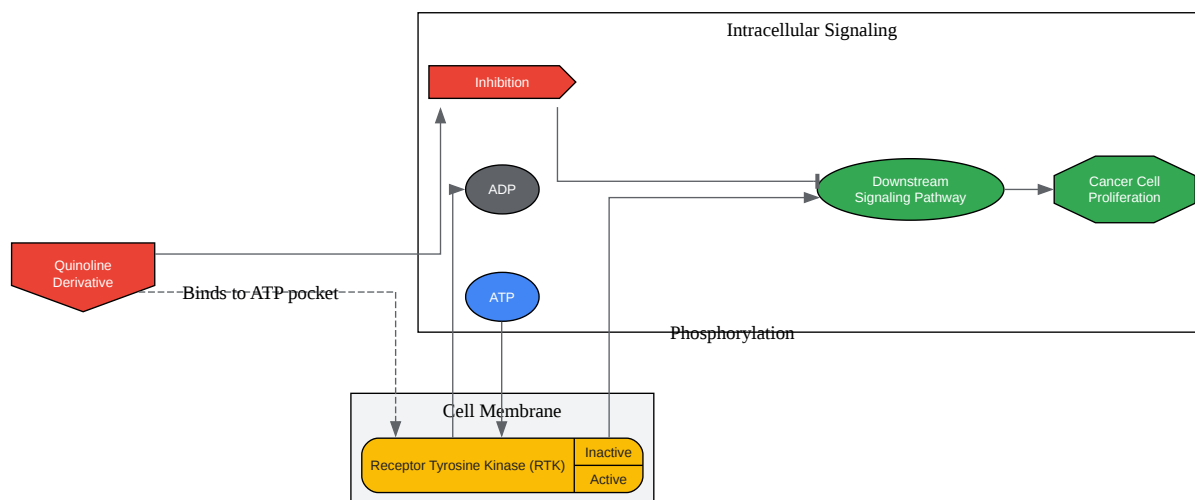 Intracellular Signaling
Inhibition
ADP
Downstream
Signaling Pathway
Cancer Cell
Proliferation
Quinoline
Derivative
Binds to ATP pocket
ATP
Phosphorylation
Cell Membrane
Receptor Tyrosine Kinase (RTK)
Inactive
Active